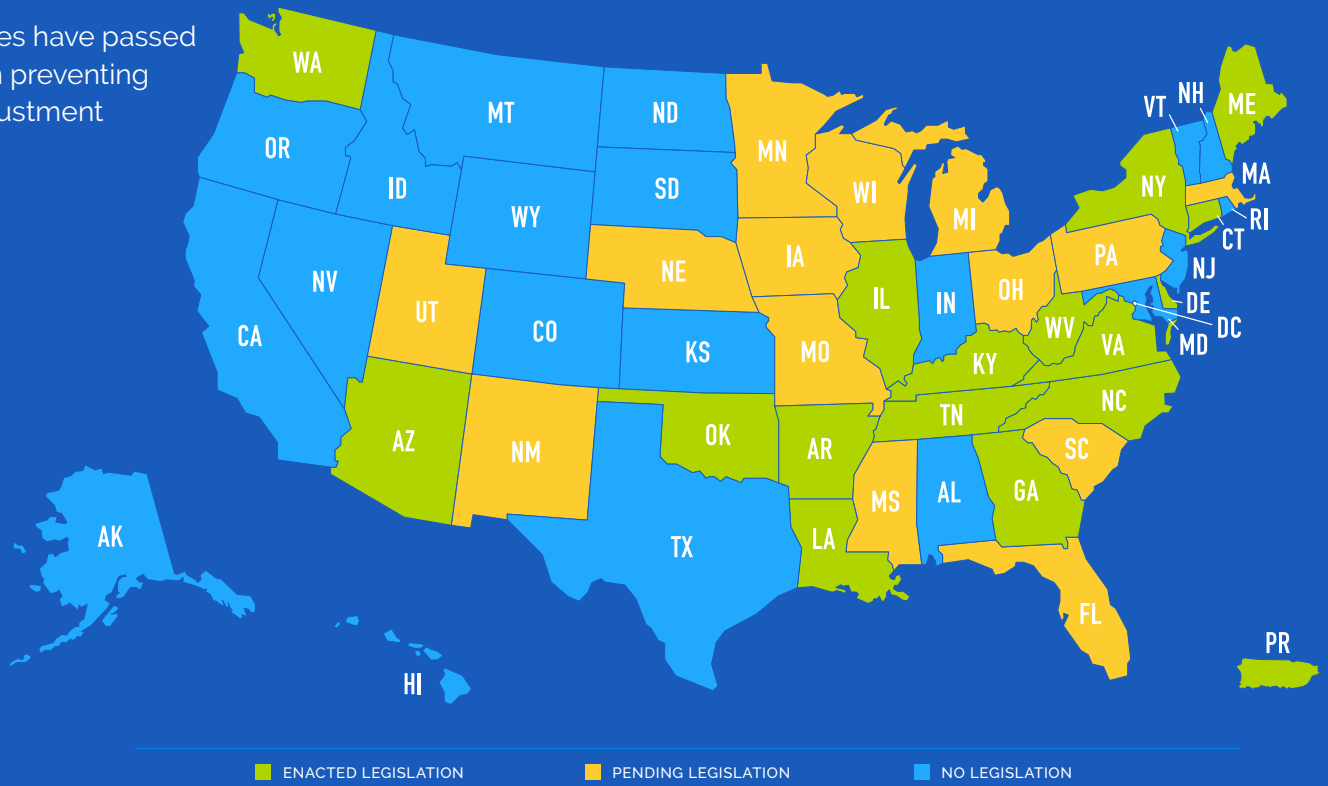 es have passed
preventing
ustment
WA
MT
ND
MN
VT
NH
ME
OR
ID
SD
WI
MI
NY
MA
WY
RI
CT
NV
UT
NE
IA
PA
NJ
IL
IN
OH
DE
DC
CA
CO
KS
MO
WV
VA
MD
KY
NC
AZ
NM
OK
AR
TN
SC
MS
AL
GA
AK
TX
LA
FL
PR
HI
ENACTED LEGISLATION
PENDING LEGISLATION
NO LEGISLATION